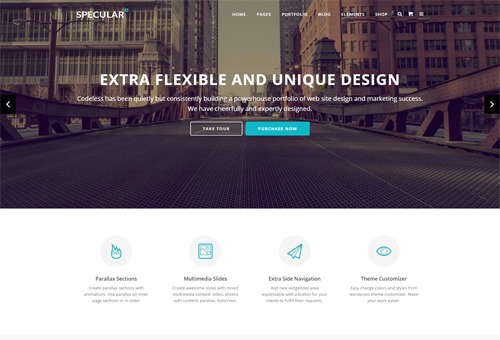 SPECULAR
HOME PAGES PORTFOLIO BLOG ELEMENTS SHOP
EXTRA FLEXIBLE AND UNIQUE DESIGN
Codeless has been quietly but consistently building a powerhouse portfolio of web site design and marketing success.
We have cheerfully and expertly designed.
TAKE TOUR PURCHASE NOW
Parallax Sections
Create parallax sections with
animations. Use parallax on inner
page sections or in slider.
Multimedia Slides
Create awesome slides with mixed
multimedia content: video, photos
with content, parallax, fullscreen.
Extra Side Navigation
Add new widgetized area
expandable with a button for your
clients to fulfill their requests.
Theme Customizer
Easy change colors and styles from
wordpress theme customizer. Make
your work easier.